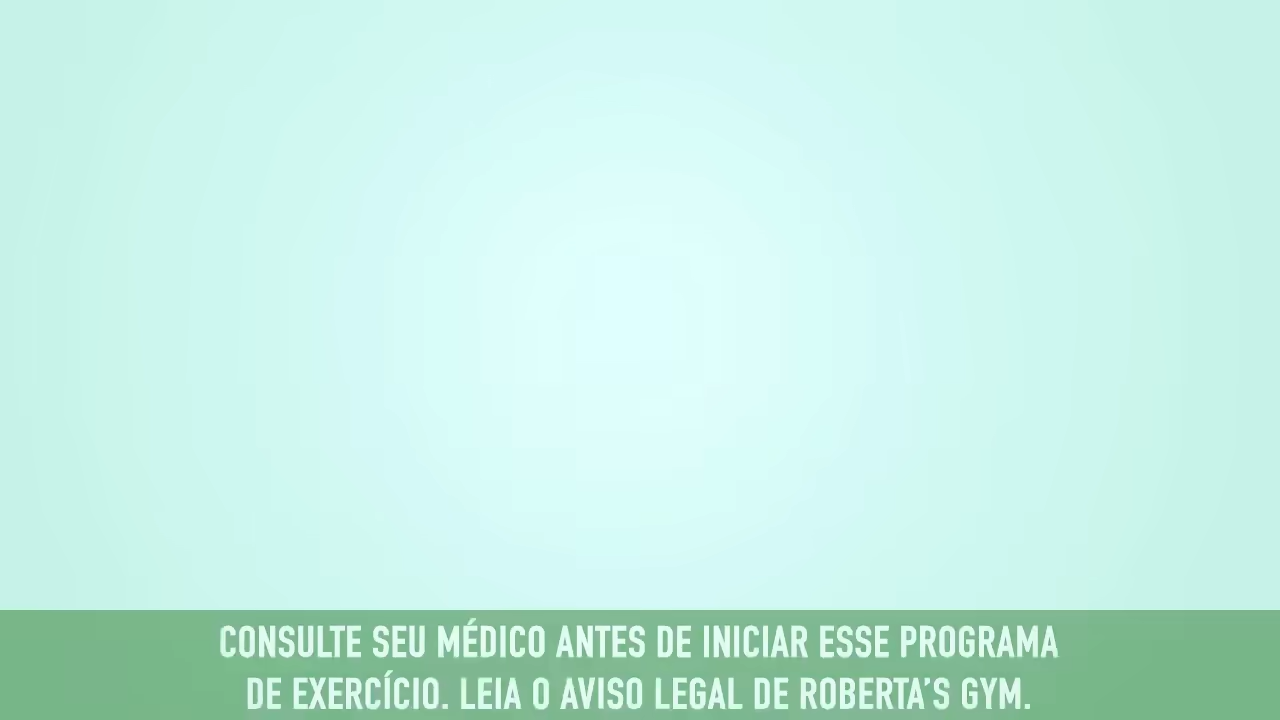 CONSULTE SEU MÉDICO ANTES DE INICIAR ESSE PROGRAMA
DE EXERCÍCIO. LEIA O AVISO LEGAL DE ROBERTA'S GYM.